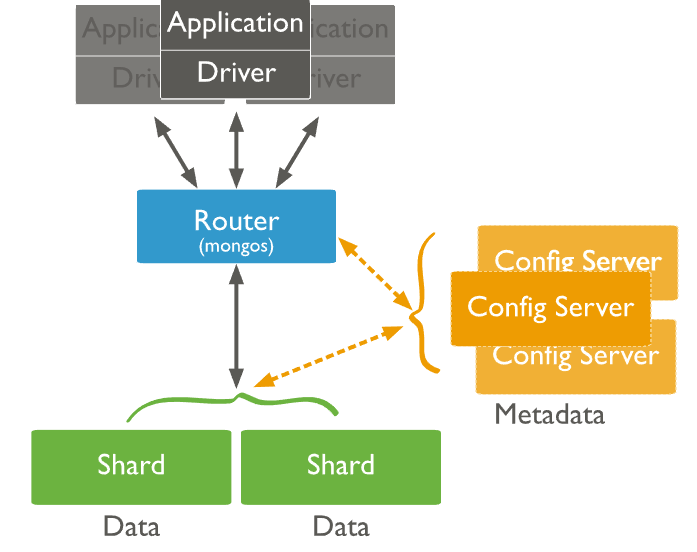 Application
Driver
Router
(mongos)
Config Server
Config Server
Config Server
Metadata
Shard
Shard
Data
Data